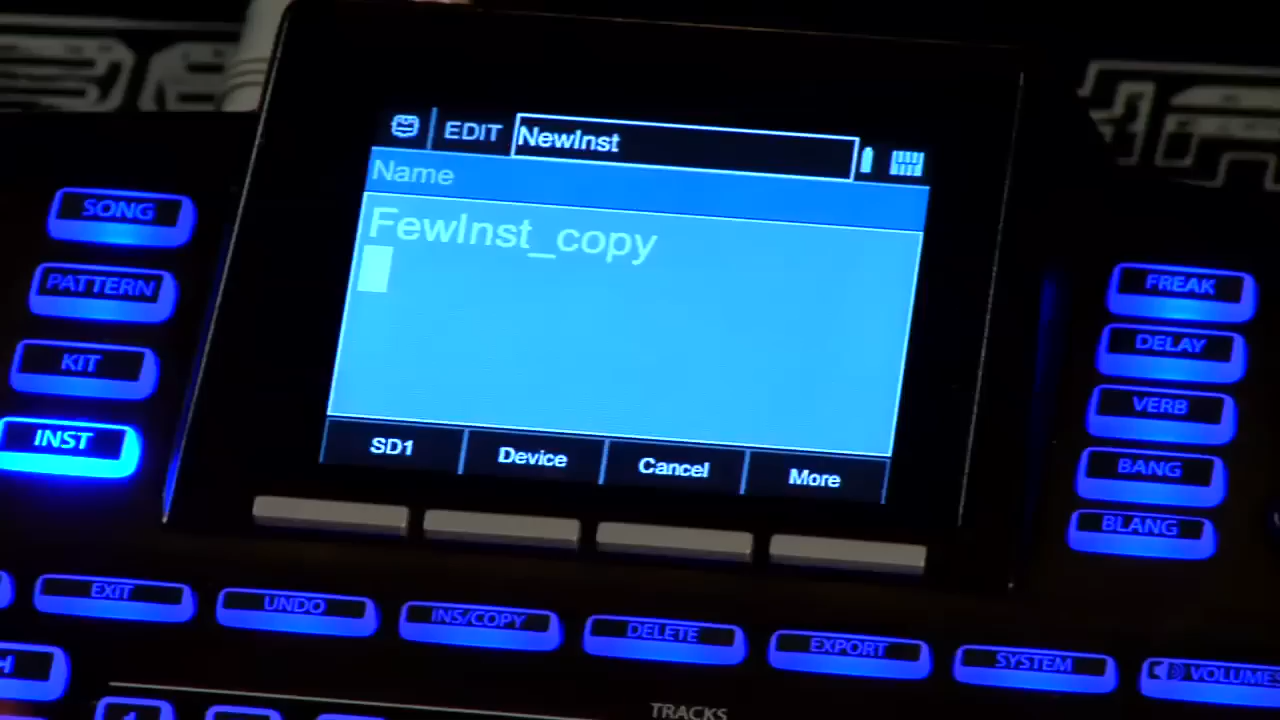 EDIT NewInst
Name
FewInst_copy
SD1 Device Cancel More
SONG
PATTERN
KIT
INST
FREAK
DELAY
VERB
BANG
BLANG
EXIT UNDO INS/COPY DELETE EXPORT SYSTEM VOLUMES
TRACKS